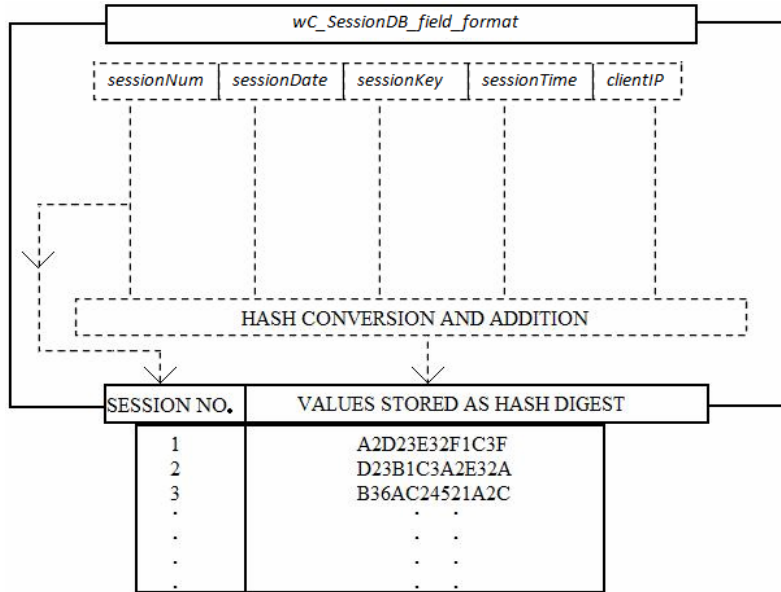 wC_SessionDB_field_format
sessionNum sessionDate sessionKey sessionTime clientIP
HASH CONVERSION AND ADDITION
SESSION NO. VALUES STORED AS HASH DIGEST
1 A2D23E32F1C3F
2 D23B1C3A2E32A
3 B36AC24521A2C
. . .
. . .
. . .